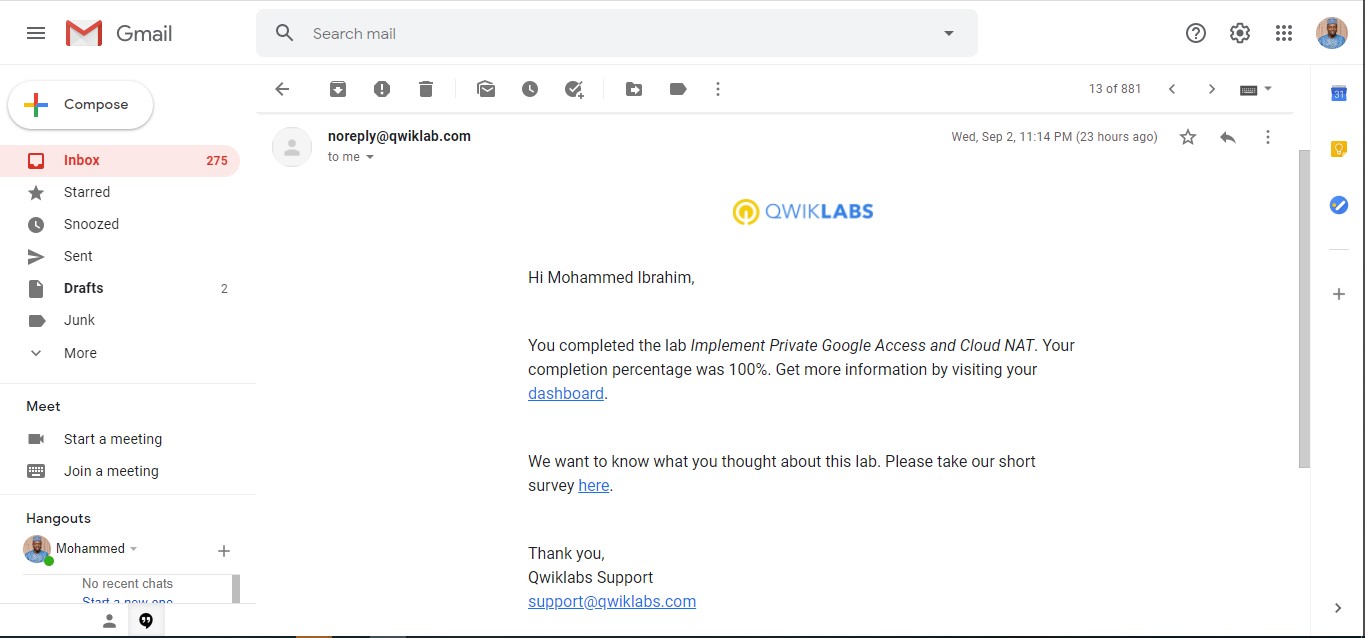 Gmail
Search mail
Compose
13 of 881
Inbox 275
Starred
Snoozed
Sent
Drafts 2
Junk
More
Meet
Start a meeting
Join a meeting
Hangouts
Mohammed
No recent chats
Start a new one
noreply@qwiklab.com
Wed, Sep 2, 11:14 PM (23 hours ago)
to me
QWIKLABS
Hi Mohammed Ibrahim,
You completed the lab Implement Private Google Access and Cloud NAT. Your
completion percentage was 100%. Get more information by visiting your
dashboard.
We want to know what you thought about this lab. Please take our short
survey here.
Thank you,
Qwiklabs Support
support@qwiklabs.com
31